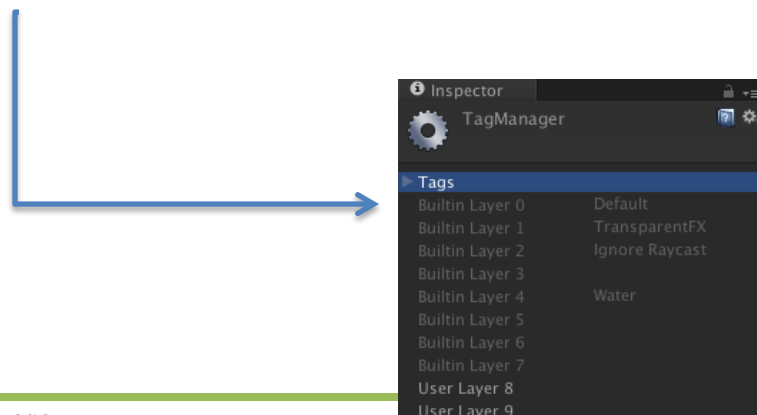 Inspector
TagManager
Tags
Builtin Layer 0 Default
Builtin Layer 1 TransparentFX
Builtin Layer 2 Ignore Raycast
Builtin Layer 3
Builtin Layer 4 Water
Builtin Layer 5
Builtin Layer 6
Builtin Layer 7
User Layer 8
User Layer 9